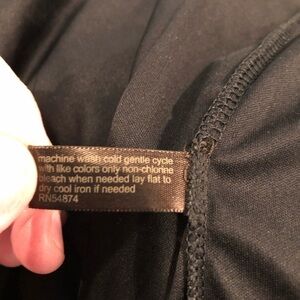 machine wash cold gentle cycle
with like colors only non-chlorine
bleach when needed lay flat to
dry cool iron if needed
RN54874